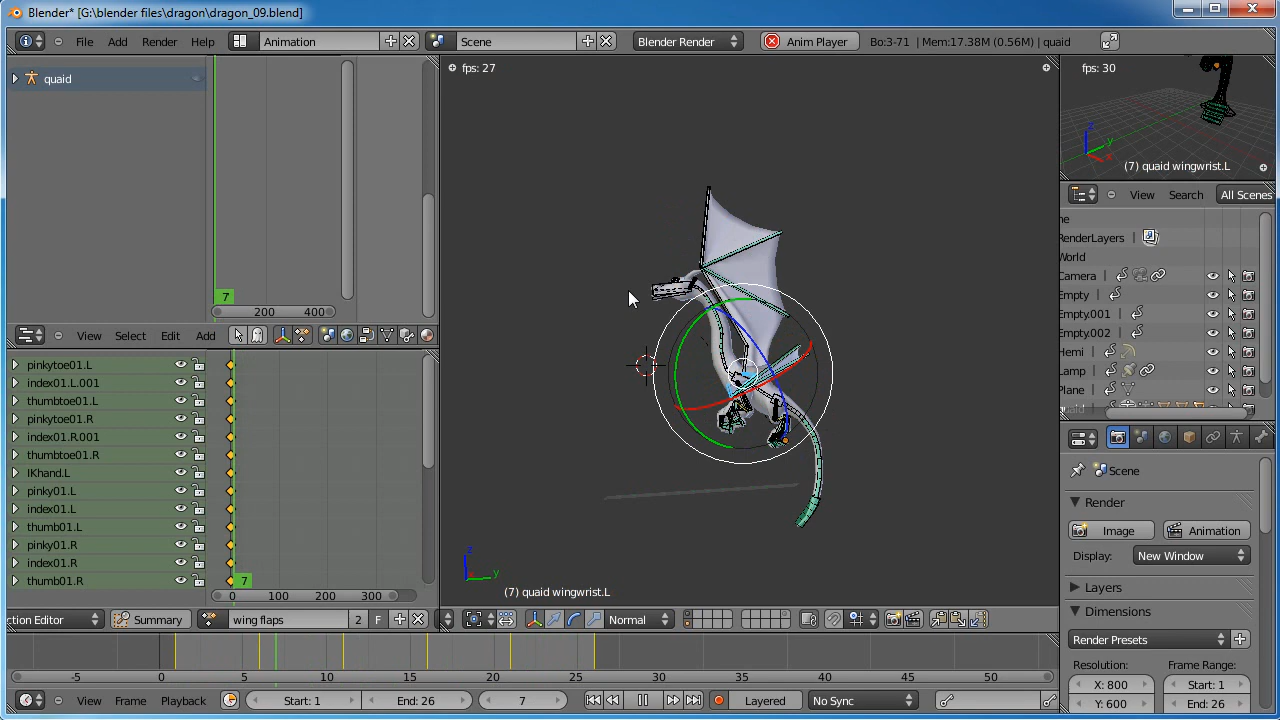 Blender* [G:\blender files\dragon\dragon_09.blend]
File Add Render Help Animation Scene Blender Render Anim Player Bo:3-71 | Mem:17.38M (0.56M) | quaid
quaid
fps: 27
fps: 30
z
y
x
(7) quaid wingwrist.L
View Search All Scenes
ne
RenderLayers |
World
Camera |
Empty |
Empty.001 |
Empty.002 |
Hemi |
Lamp |
Plane |
quaid
7
200 400
View Select Edit Add
pinkytoe01.L
index01.L.001
thumbtoe01.L
pinkytoe01.R
index01.R.001
thumbtoe01.R
IKhand.L
pinky01.L
index01.L
thumb01.L
pinky01.R
index01.R
thumb01.R
7
0 100 200 300
z
y
(7) quaid wingwrist.L
Scene
Render
Image Animation
Display: New Window
Layers
Dimensions
Render Presets
Resolution: Frame Range:
X: 800 Start: 1
Y: 600 End: 26
ction Editor Summary wing flaps 2 F Normal
-5 0 5 10 15 20 25 30 35 40 45 50
View Frame Playback Start: 1 End: 26 7 Layered No Sync